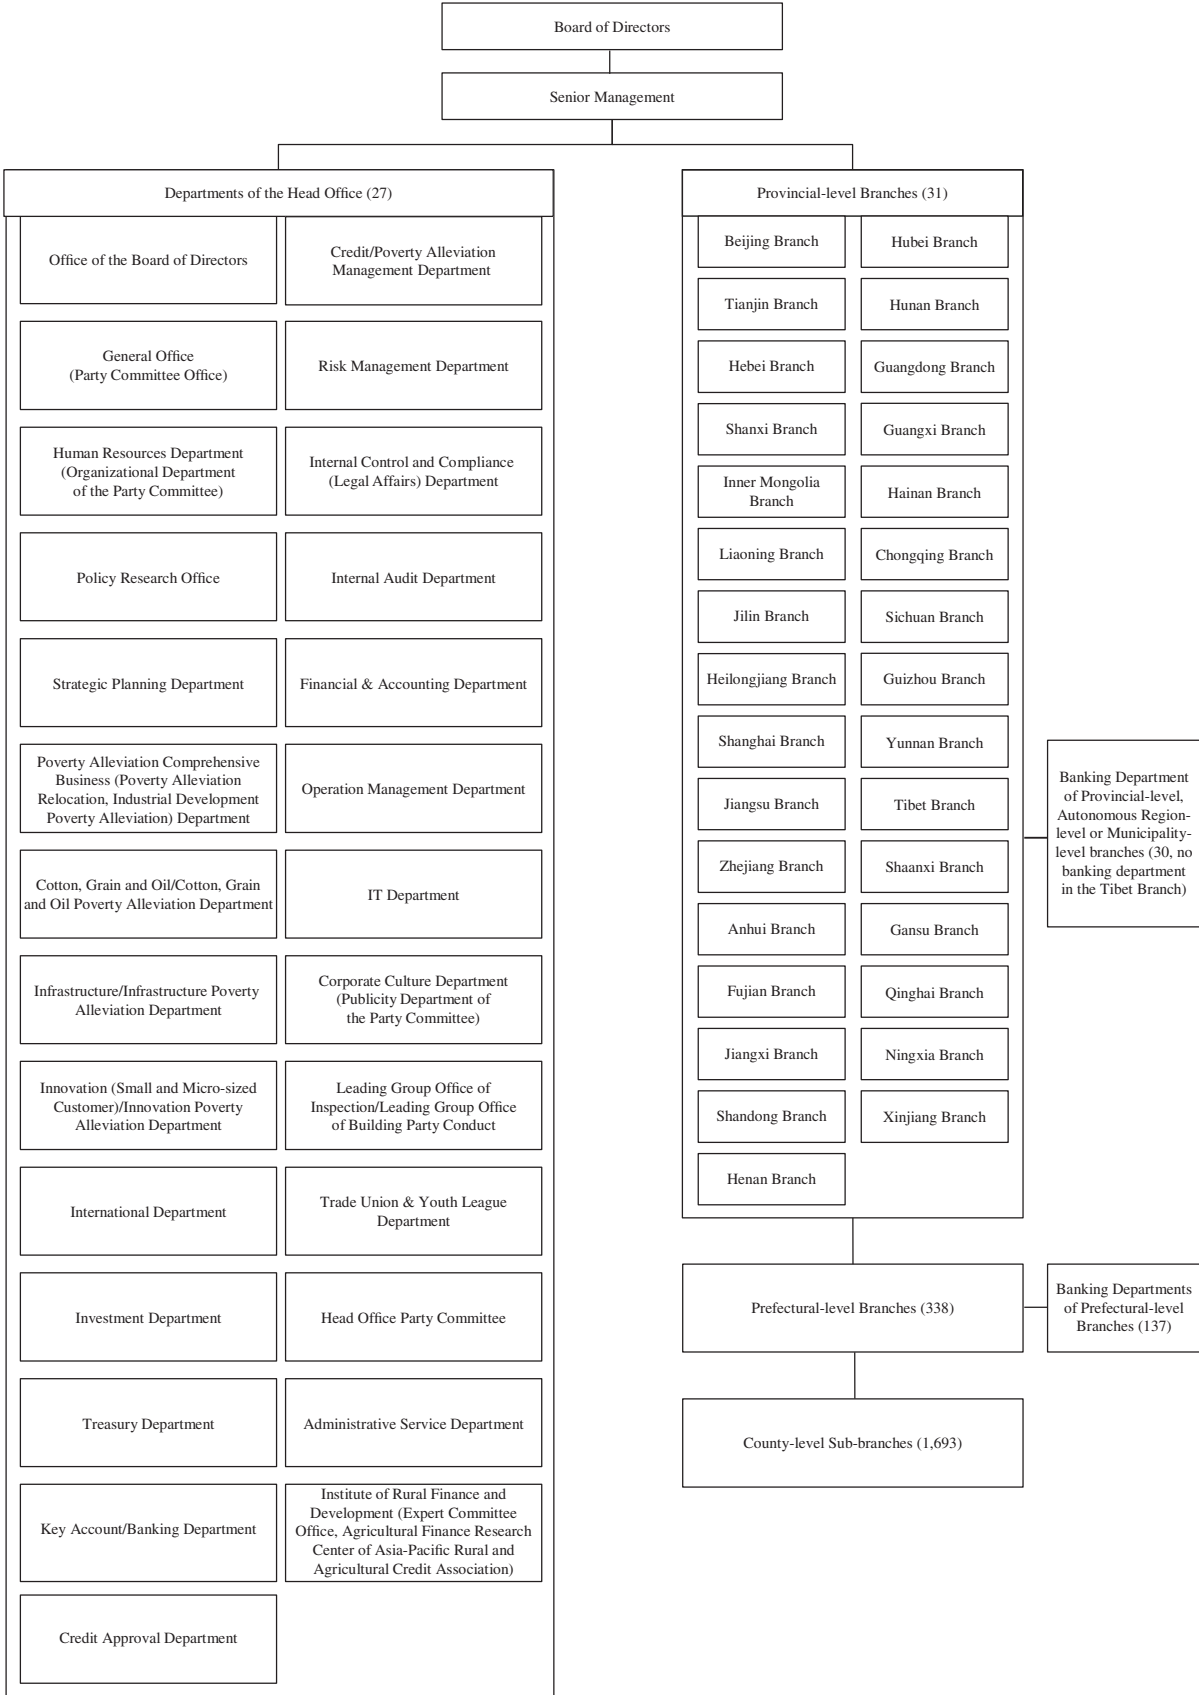 Board of Directors
Senior Management
Departments of the Head Office (27)
Office of the Board of Directors
General Office
(Party Committee Office)
Human Resources Department
(Organizational Department
of the Party Committee)
Policy Research Office
Strategic Planning Department
Poverty Alleviation Comprehensive
Business (Poverty Alleviation
Relocation, Industrial Development
Poverty Alleviation) Department
Cotton, Grain and Oil/Cotton, Grain
and Oil Poverty Alleviation Department
Infrastructure/Infrastructure Poverty
Alleviation Department
Innovation (Small and Micro-sized
Customer)/Innovation Poverty
Alleviation Department
International Department
Investment Department
Treasury Department
Key Account/Banking Department
Credit Approval Department
Credit/Poverty Alleviation
Management Department
Risk Management Department
Internal Control and Compliance
(Legal Affairs) Department
Internal Audit Department
Financial & Accounting Department
Operation Management Department
IT Department
Corporate Culture Department
(Publicity Department of
the Party Committee)
Leading Group Office of
Inspection/Leading Group Office
of Building Party Conduct
Trade Union & Youth League
Department
Head Office Party Committee
Administrative Service Department
Institute of Rural Finance and
Development (Expert Committee
Office, Agricultural Finance Research
Center of Asia-Pacific Rural and
Agricultural Credit Association)
Provincial-level Branches (31)
Beijing Branch
Tianjin Branch
Hebei Branch
Shanxi Branch
Inner Mongolia
Branch
Liaoning Branch
Jilin Branch
Heilongjiang Branch
Shanghai Branch
Jiangsu Branch
Zhejiang Branch
Anhui Branch
Fujian Branch
Jiangxi Branch
Shandong Branch
Henan Branch
Hubei Branch
Hunan Branch
Guangdong Branch
Guangxi Branch
Hainan Branch
Chongqing Branch
Sichuan Branch
Guizhou Branch
Yunnan Branch
Tibet Branch
Shaanxi Branch
Gansu Branch
Qinghai Branch
Ningxia Branch
Xinjiang Branch
Banking Department
of Provincial-level,
Autonomous Region-
level or Municipality-
level branches (30, no
banking department
in the Tibet Branch)
Prefectural-level Branches (338)
Banking Departments
of Prefectural-level
Branches (137)
County-level Sub-branches (1,693)